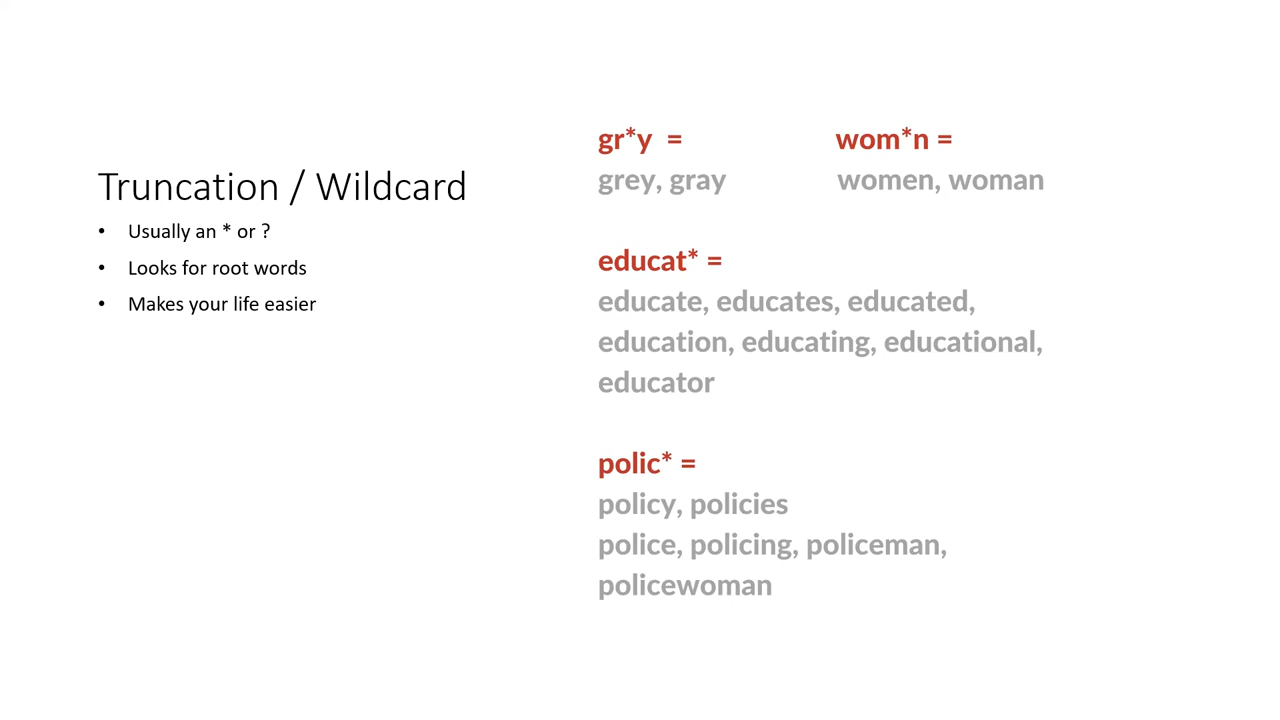 Truncation / Wildcard
• Usually an * or ?
• Looks for root words
• Makes your life easier
gr*y = wom*n =
grey, gray women, woman
educat* =
educate, educates, educated,
education, educating, educational,
educator
polic* =
policy, policies
police, policing, policeman,
policewoman